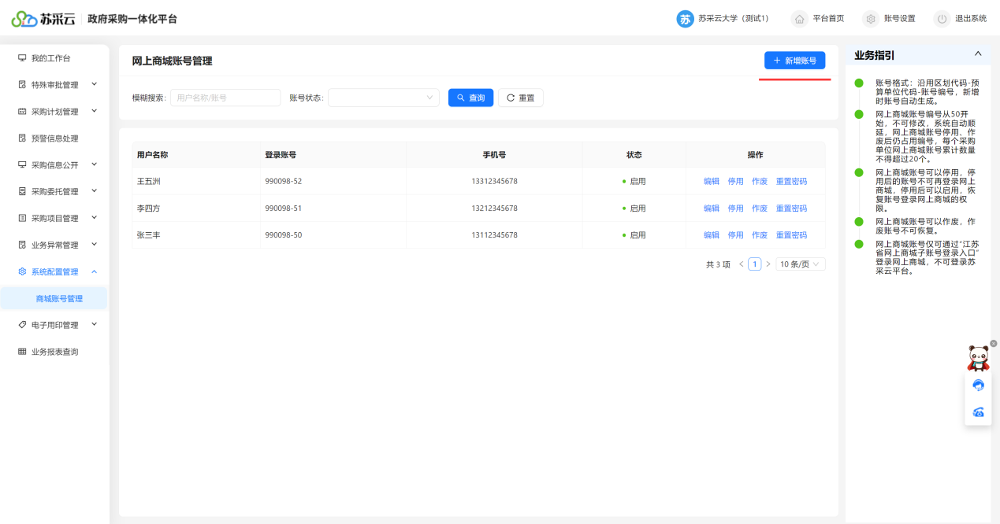 苏采云 政府采购一体化平台
苏 苏采云大学（测试1） 平台首页 账号设置 退出系统
我的工作台
特殊审批管理
采购计划管理
预警信息处理
采购信息公开
采购委托管理
采购项目管理
业务异常管理
系统配置管理
商城账号管理
电子用印管理
业务报表查询
网上商城账号管理
新增账号
模糊搜索: 用户名称/账号 账号状态: 查询 重置
用户名称 登录账号 手机号 状态 操作
王五洲 990098-52 13312345678 启用 编辑 停用 作废 重置密码
李四方 990098-51 13212345678 启用 编辑 停用 作废 重置密码
张三丰 990098-50 13112345678 启用 编辑 停用 作废 重置密码
共 3 项 < 1 > 10 条/页
业务指引
账号格式：沿用区划代码-预
算单位代码-账号编号，新增
时账号自动生成。
网上商城账号编号从50开
始，不可修改，系统自动顺
延，网上商城账号停用、作
废后仍占用编号，每个采购
单位网上商城账号累计数量
不得超过20个。
网上商城账号可以停用，停
用后的账号不可再登录网上
商城，停用后可以启用，恢
复账号登录网上商城的权
限。
网上商城账号可以作废，作
废账号不可恢复。
网上商城账号仅可通过“江苏
省网上商城子账号登录入口”
登录网上商城，不可登录苏
采云平台。